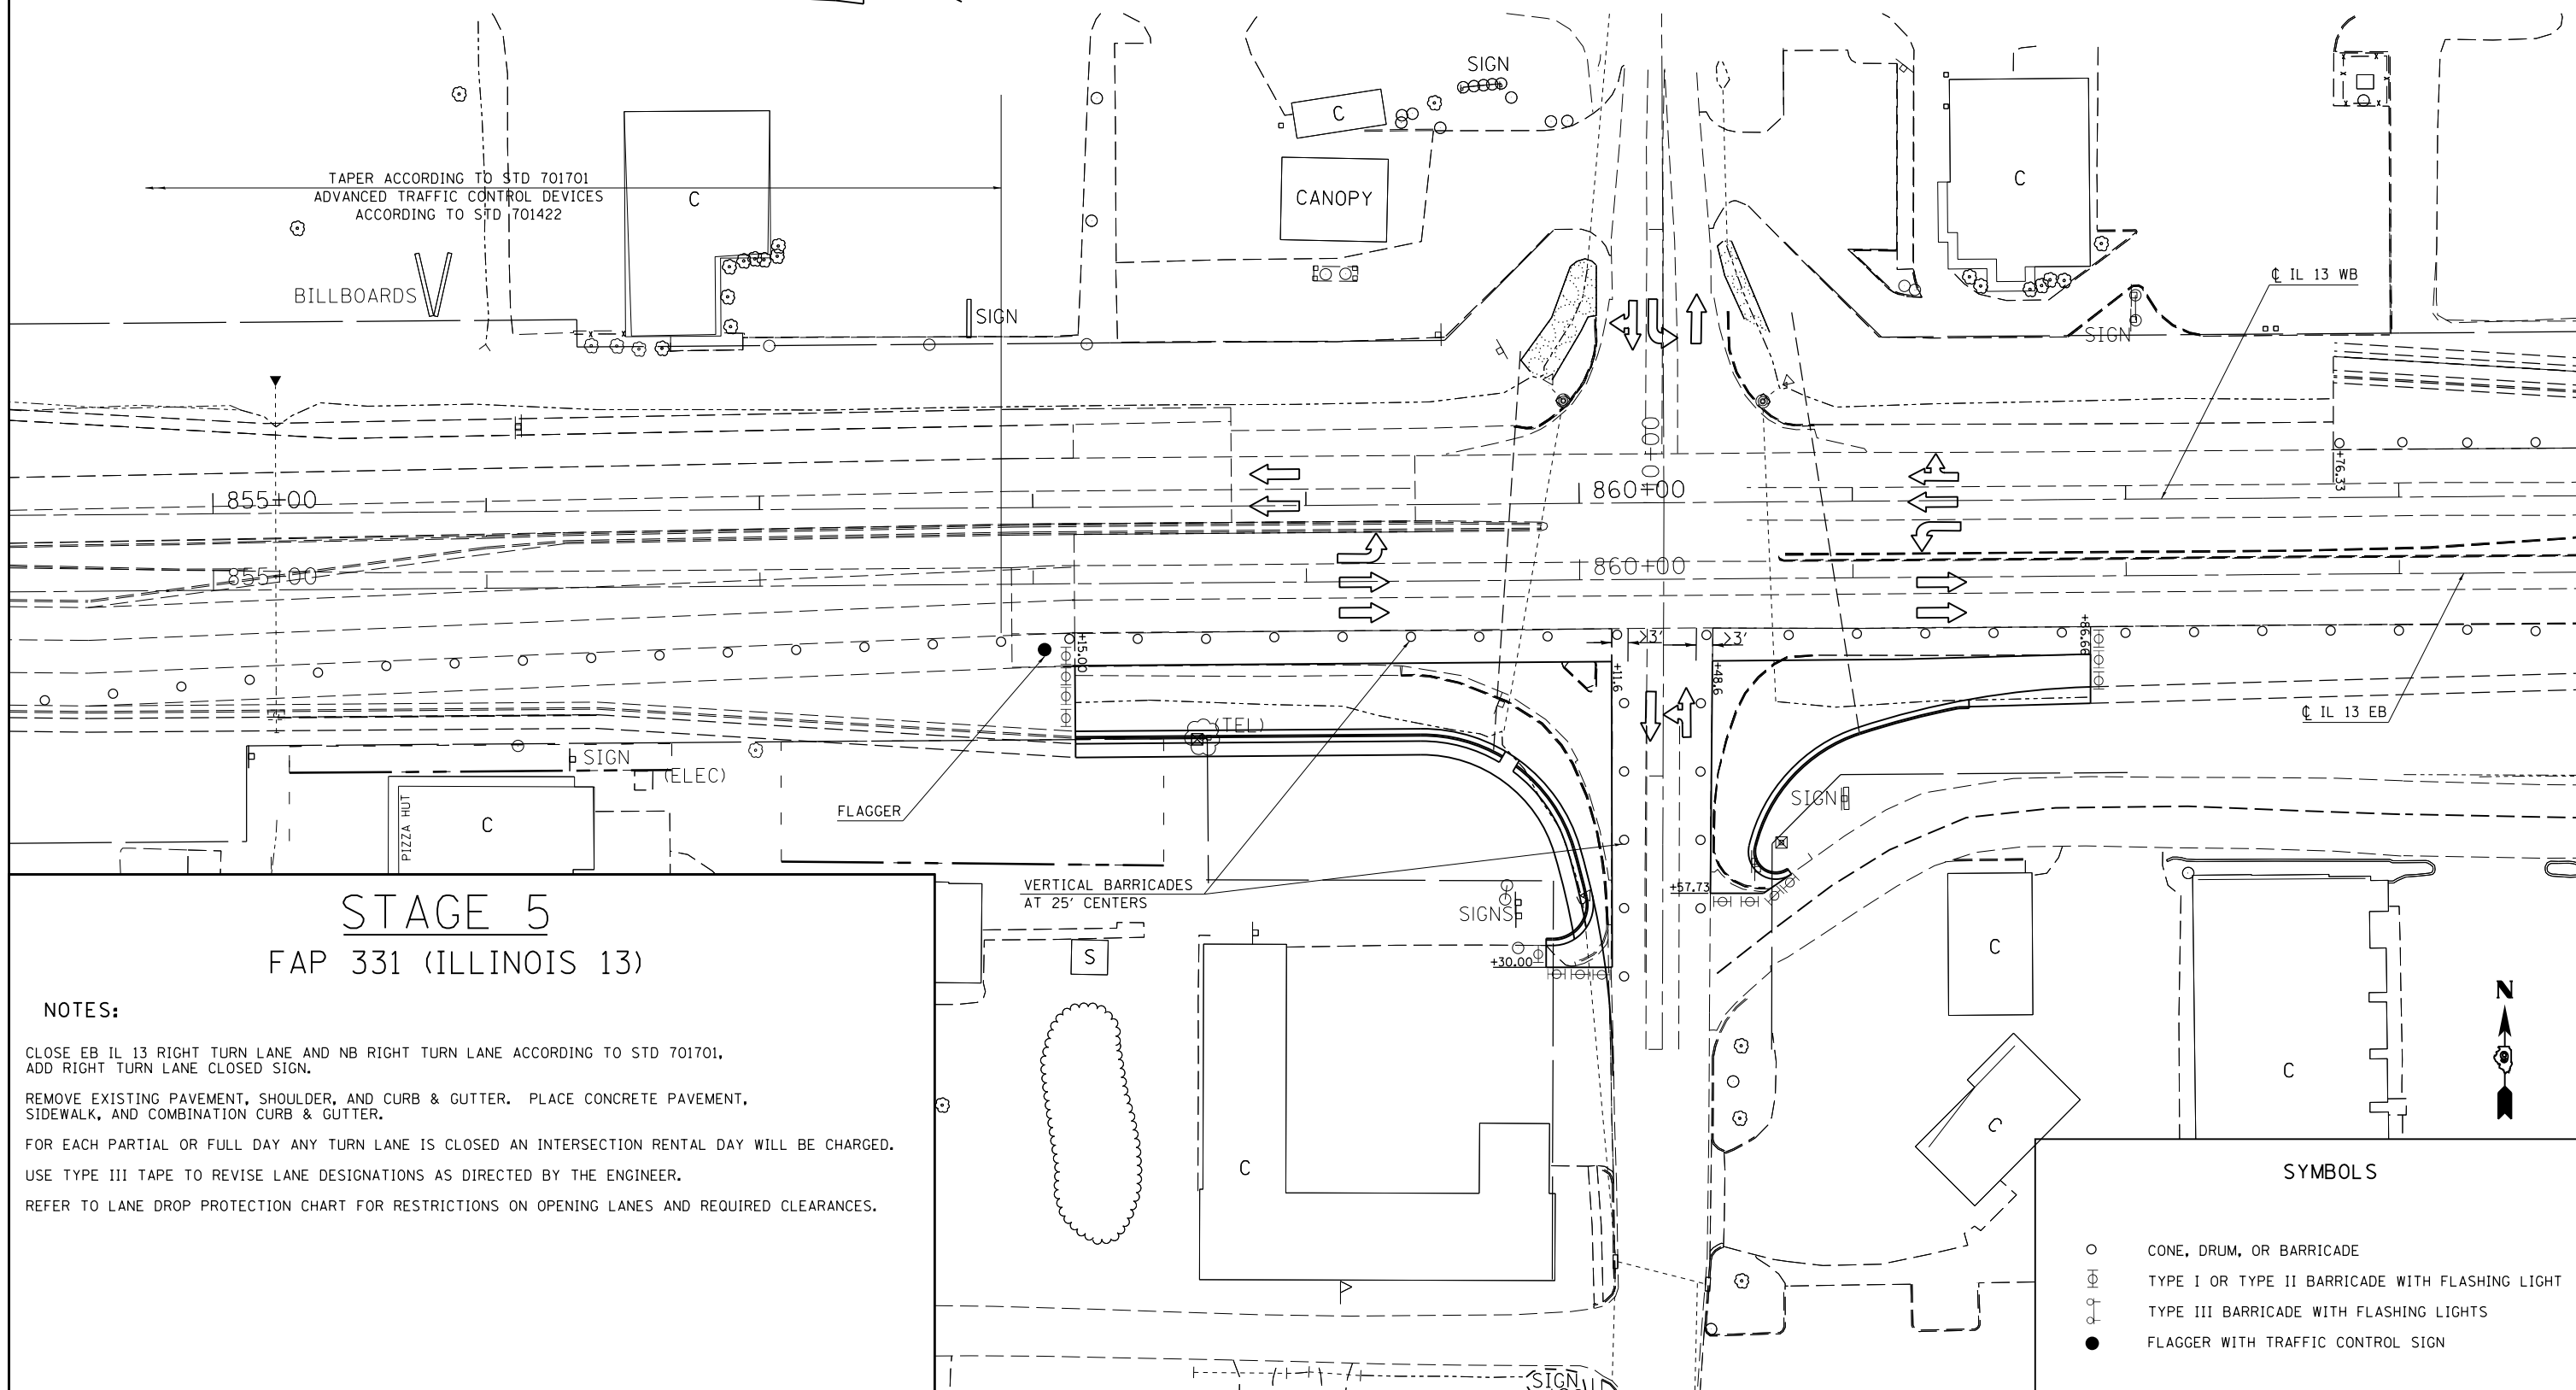 SIGN
C
TAPER ACCORDING TO STD 701701
ADVANCED TRAFFIC CONTROL DEVICES
ACCORDING TO STD 701422
C
CANOPY
C
BILLBOARDS
SIGN
℄ IL 13 WB
SIGN
10+00
+76.33
855+00
860+00
855+00
860+00
>3'
>3'
+15.00
+11.6
+48.6
+86.66
℄ IL 13 EB
(TEL)
SIGN
(ELEC)
FLAGGER
PIZZA HUT
C
SIGN
VERTICAL BARRICADES
AT 25' CENTERS
+57.73
SIGNS
+30.00
S
C
C
C
C
N
SIGN
STAGE 5
FAP 331 (ILLINOIS 13)
NOTES:
CLOSE EB IL 13 RIGHT TURN LANE AND NB RIGHT TURN LANE ACCORDING TO STD 701701,
ADD RIGHT TURN LANE CLOSED SIGN.
REMOVE EXISTING PAVEMENT, SHOULDER, AND CURB & GUTTER. PLACE CONCRETE PAVEMENT,
SIDEWALK, AND COMBINATION CURB & GUTTER.
FOR EACH PARTIAL OR FULL DAY ANY TURN LANE IS CLOSED AN INTERSECTION RENTAL DAY WILL BE CHARGED.
USE TYPE III TAPE TO REVISE LANE DESIGNATIONS AS DIRECTED BY THE ENGINEER.
REFER TO LANE DROP PROTECTION CHART FOR RESTRICTIONS ON OPENING LANES AND REQUIRED CLEARANCES.
SYMBOLS
CONE, DRUM, OR BARRICADE
TYPE I OR TYPE II BARRICADE WITH FLASHING LIGHT
TYPE III BARRICADE WITH FLASHING LIGHTS
FLAGGER WITH TRAFFIC CONTROL SIGN